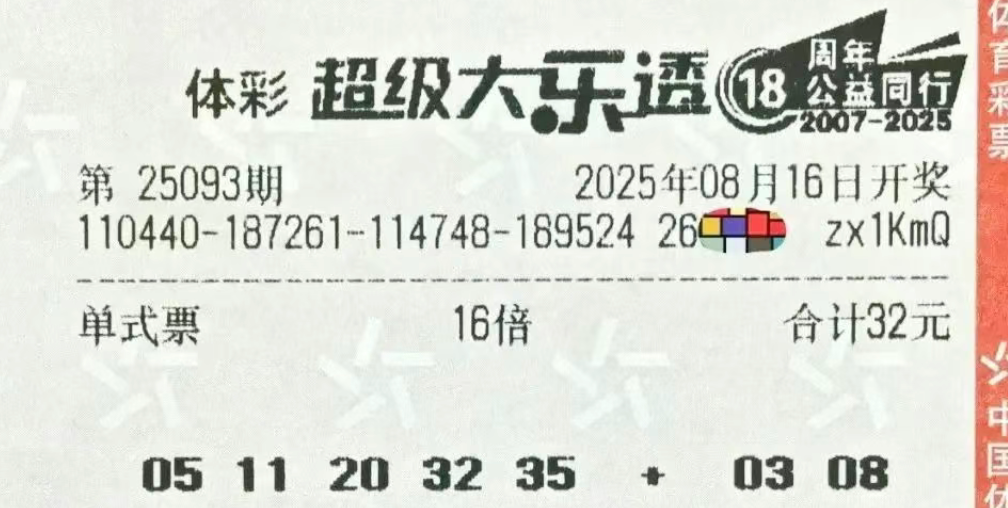 体彩 超级大乐透 18 周年
公益同行
2007-2025
第 25093期 2025年08月16日开奖
110440-187261-114748-189524 26 zx1KmQ
单式票 16倍 合计32元
05 11 20 32 35 + 03 08
体育彩票
中国体